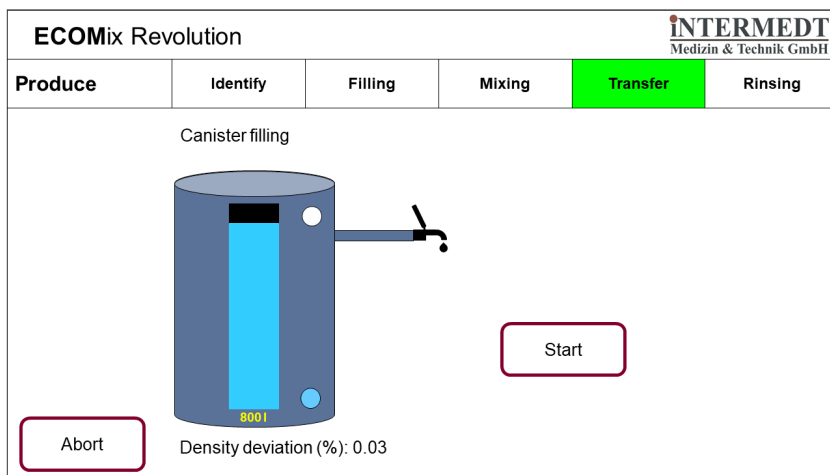 ECOMix Revolution
iNTERMEDT
Medizin & Technik GmbH
Produce
Identify
Filling
Mixing
Transfer
Rinsing
Canister filling
Start
800 l
Abort
Density deviation (%): 0.03